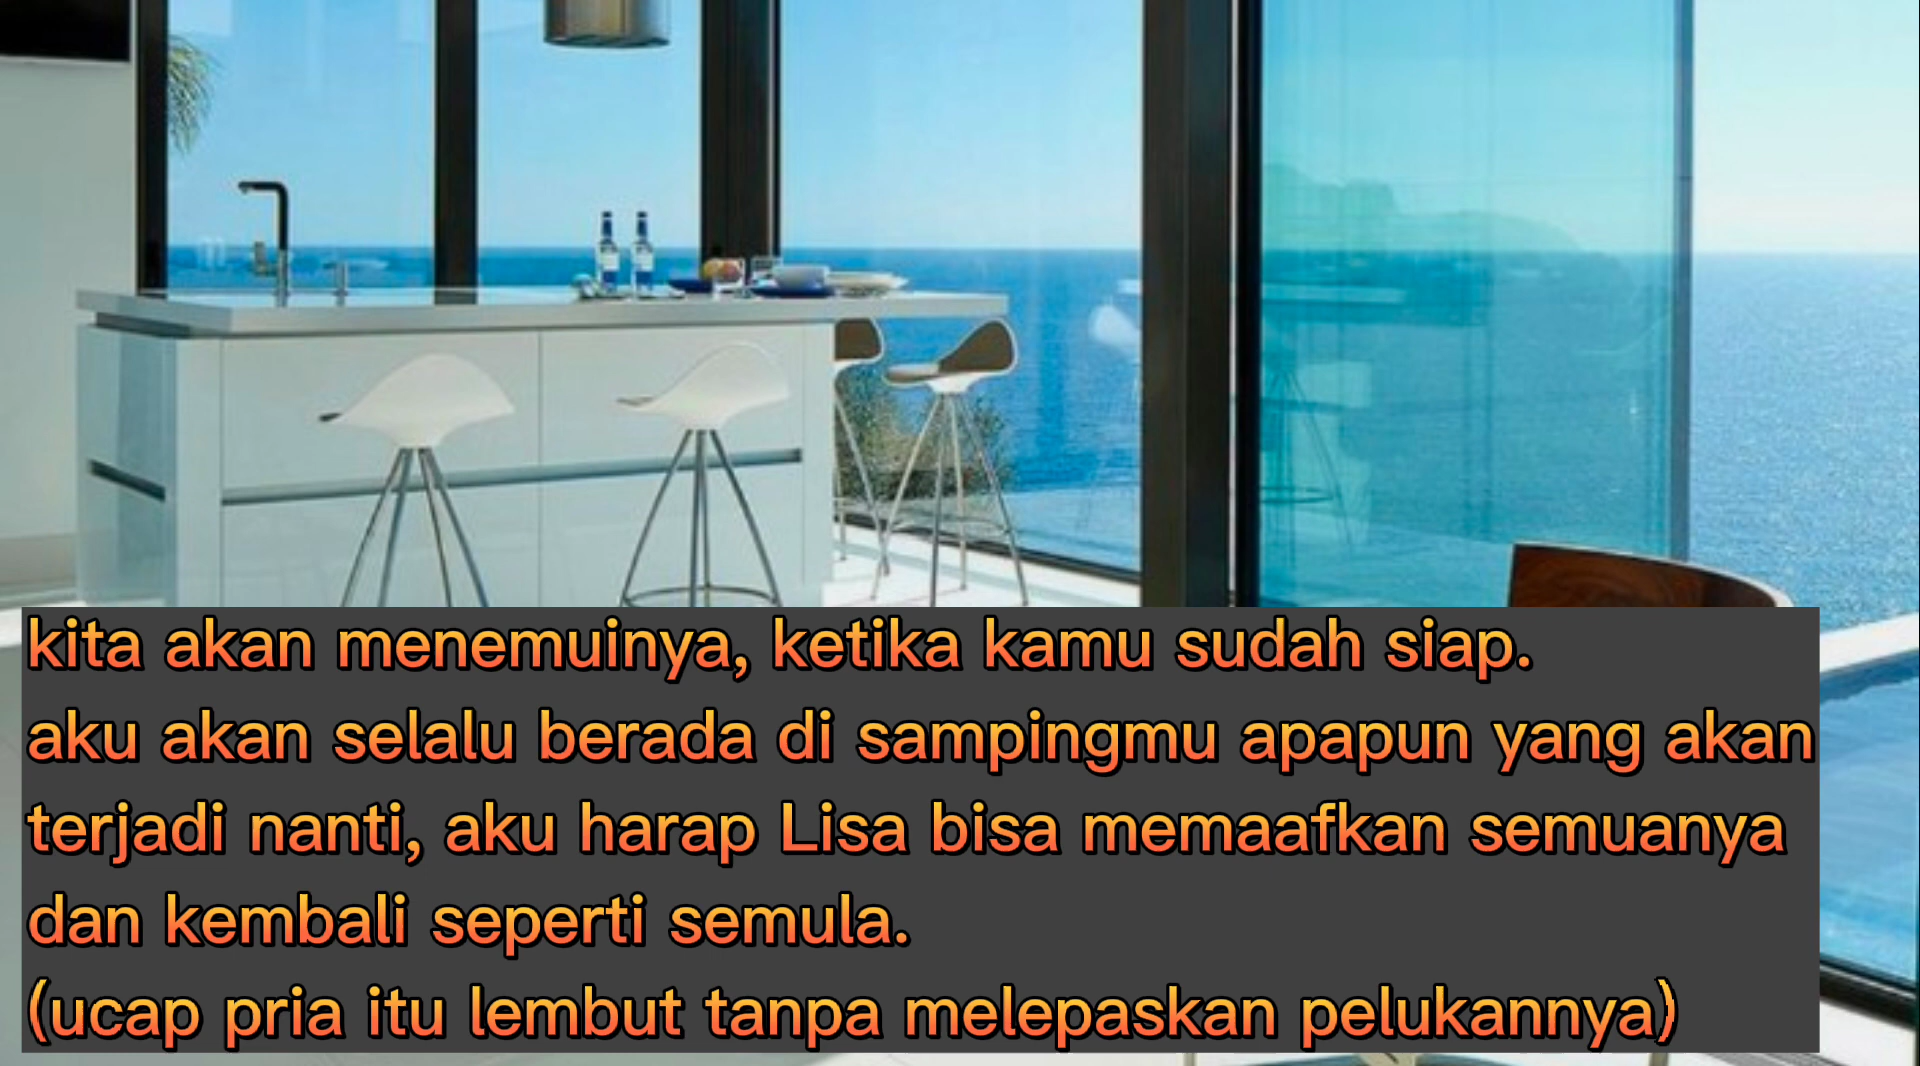 kita akan menemuinya, ketika kamu sudah siap.
aku akan selalu berada di sampingmu apapun yang akan
terjadi nanti, aku harap Lisa bisa memaafkan semuanya
dan kembali seperti semula.
(ucap pria itu lembut tanpa melepaskan pelukannya)